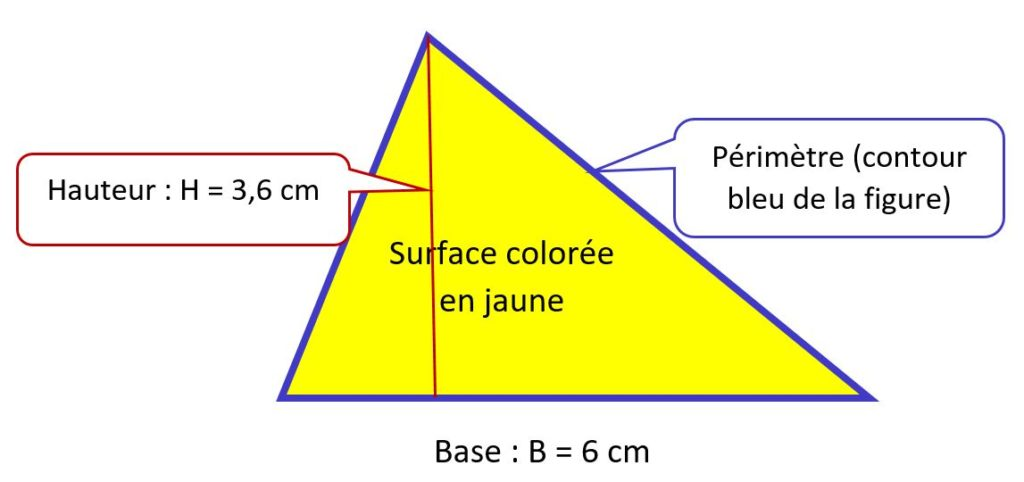 Hauteur : H = 3,6 cm
Périmètre (contour
bleu de la figure)
Surface colorée
en jaune
Base : B = 6 cm